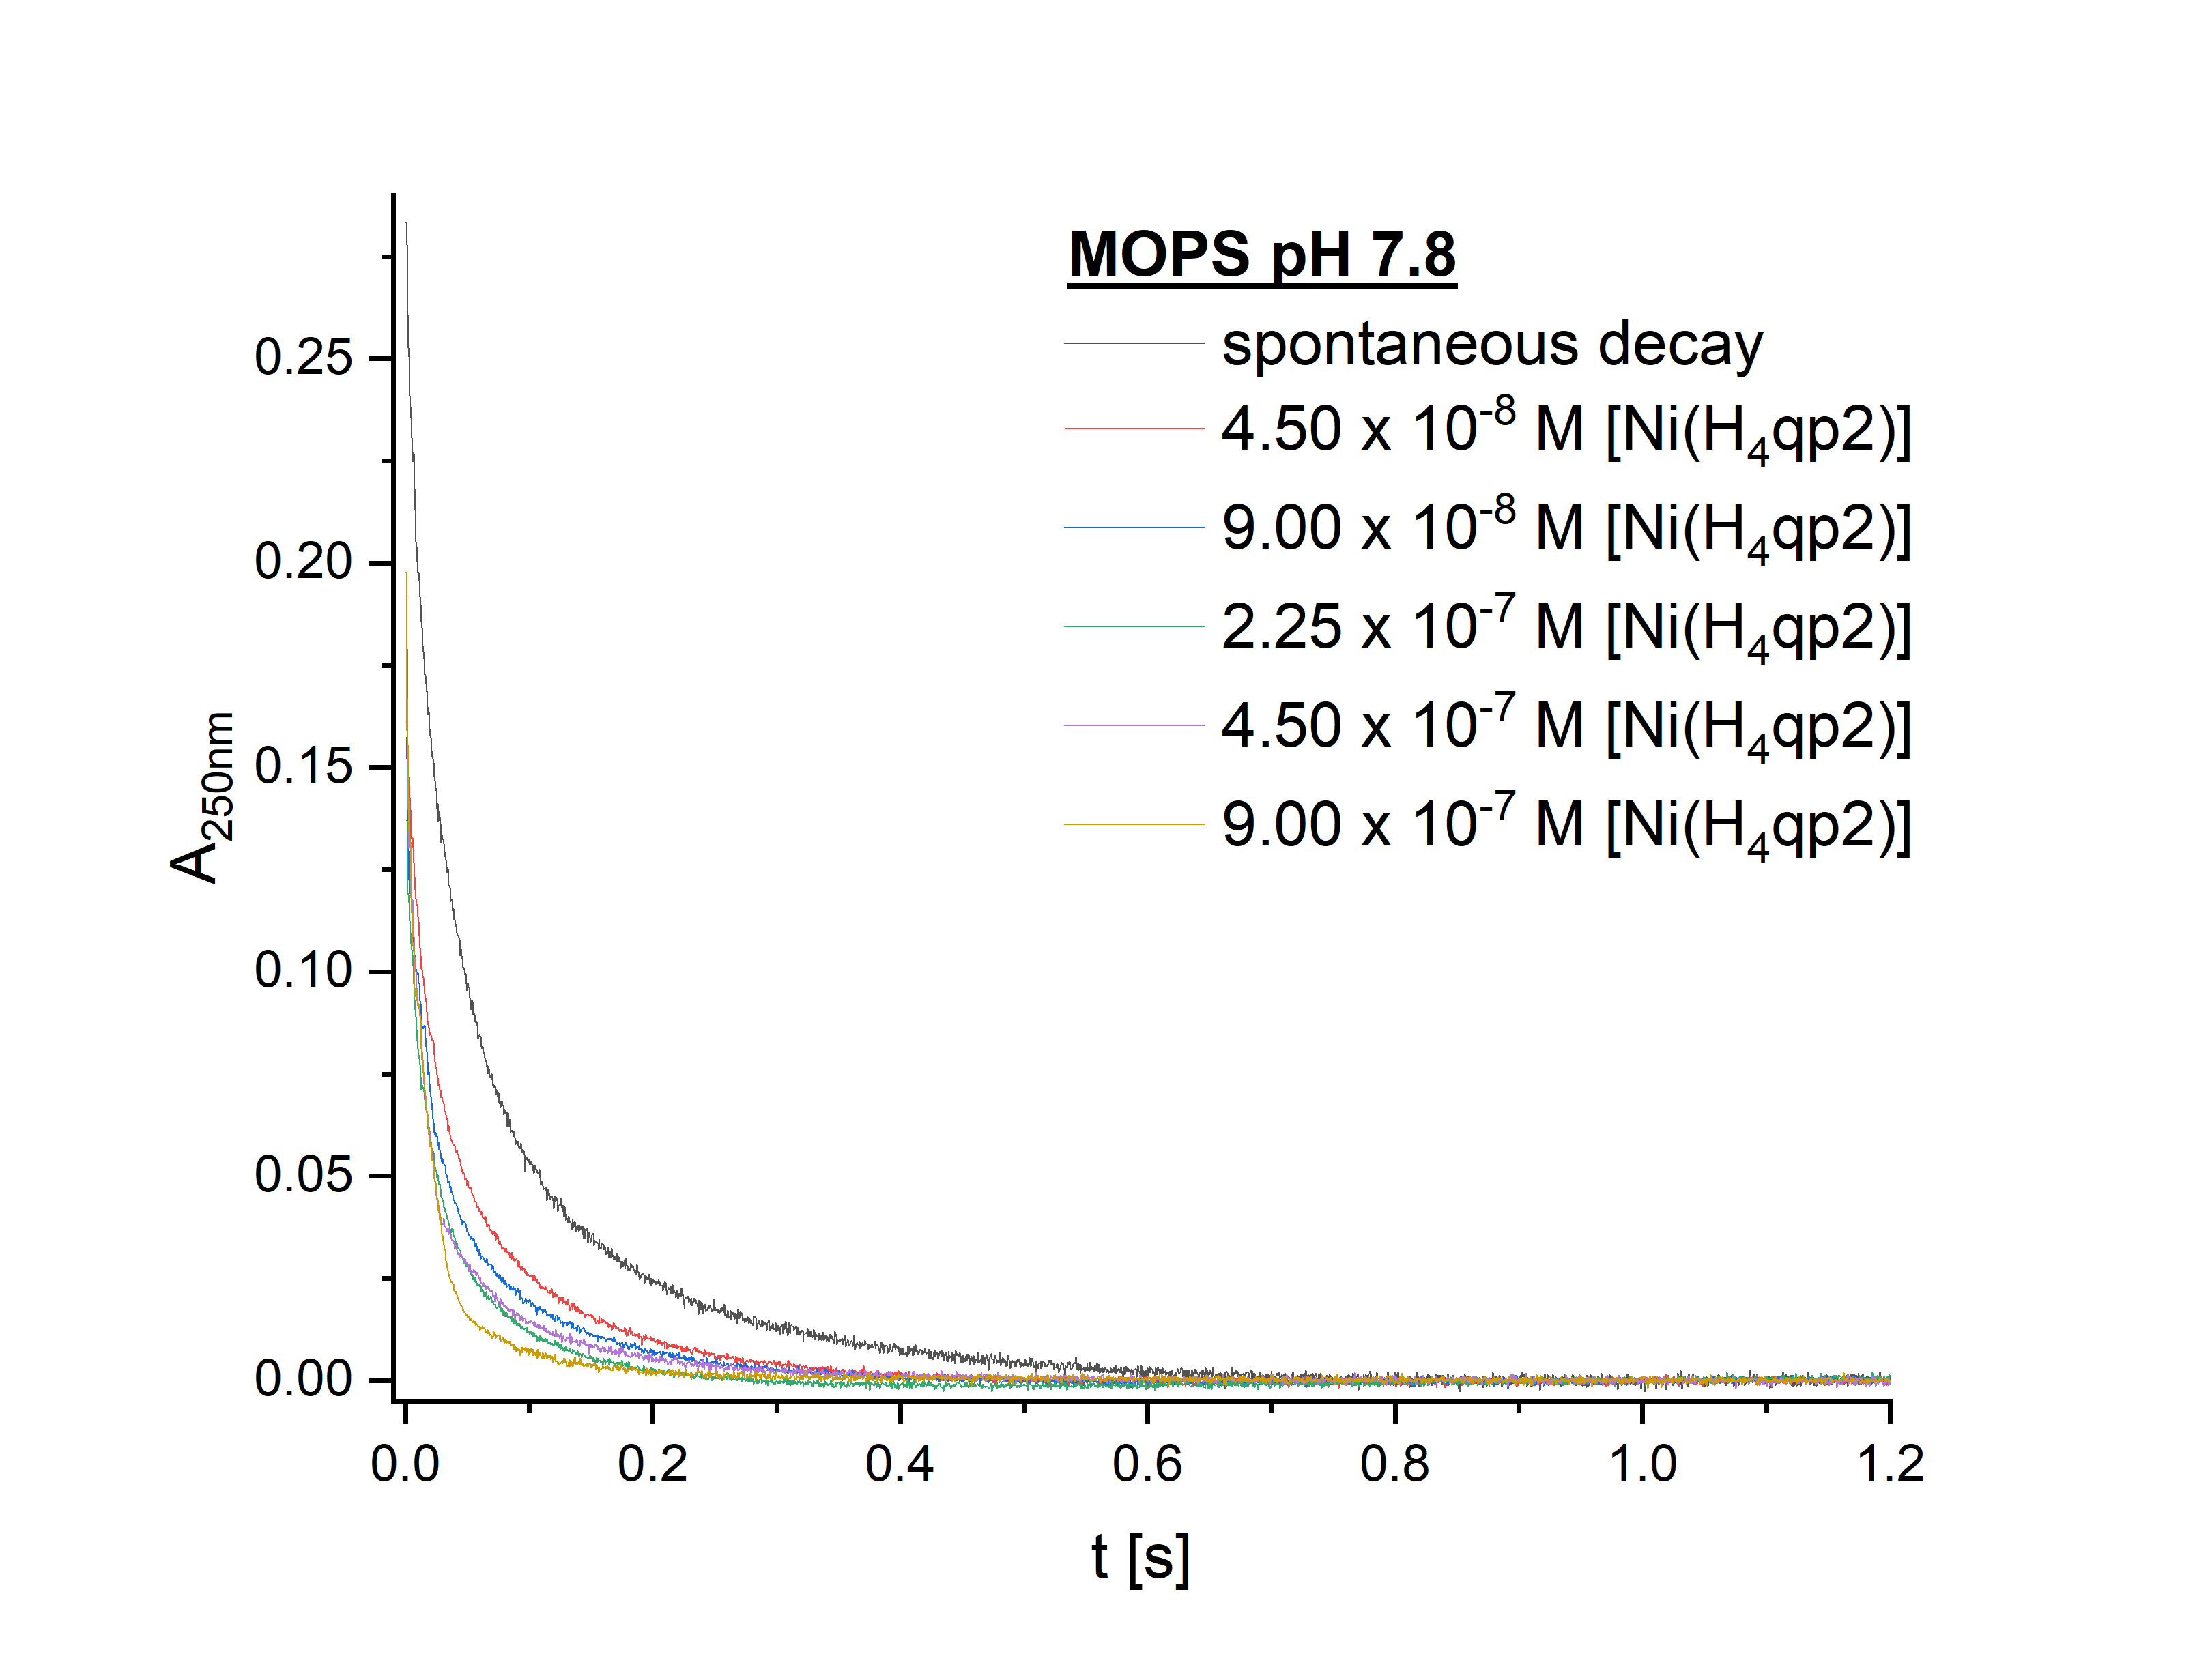 MOPS pH 7.8
spontaneous decay
4.50 x 10⁻⁸ M [Ni(H₄qp2)]
9.00 x 10⁻⁸ M [Ni(H₄qp2)]
2.25 x 10⁻⁷ M [Ni(H₄qp2)]
4.50 x 10⁻⁷ M [Ni(H₄qp2)]
9.00 x 10⁻⁷ M [Ni(H₄qp2)]
A250nm
0.25
0.20
0.15
0.10
0.05
0.00
0.0 0.2 0.4 0.6 0.8 1.0 1.2
t [s]